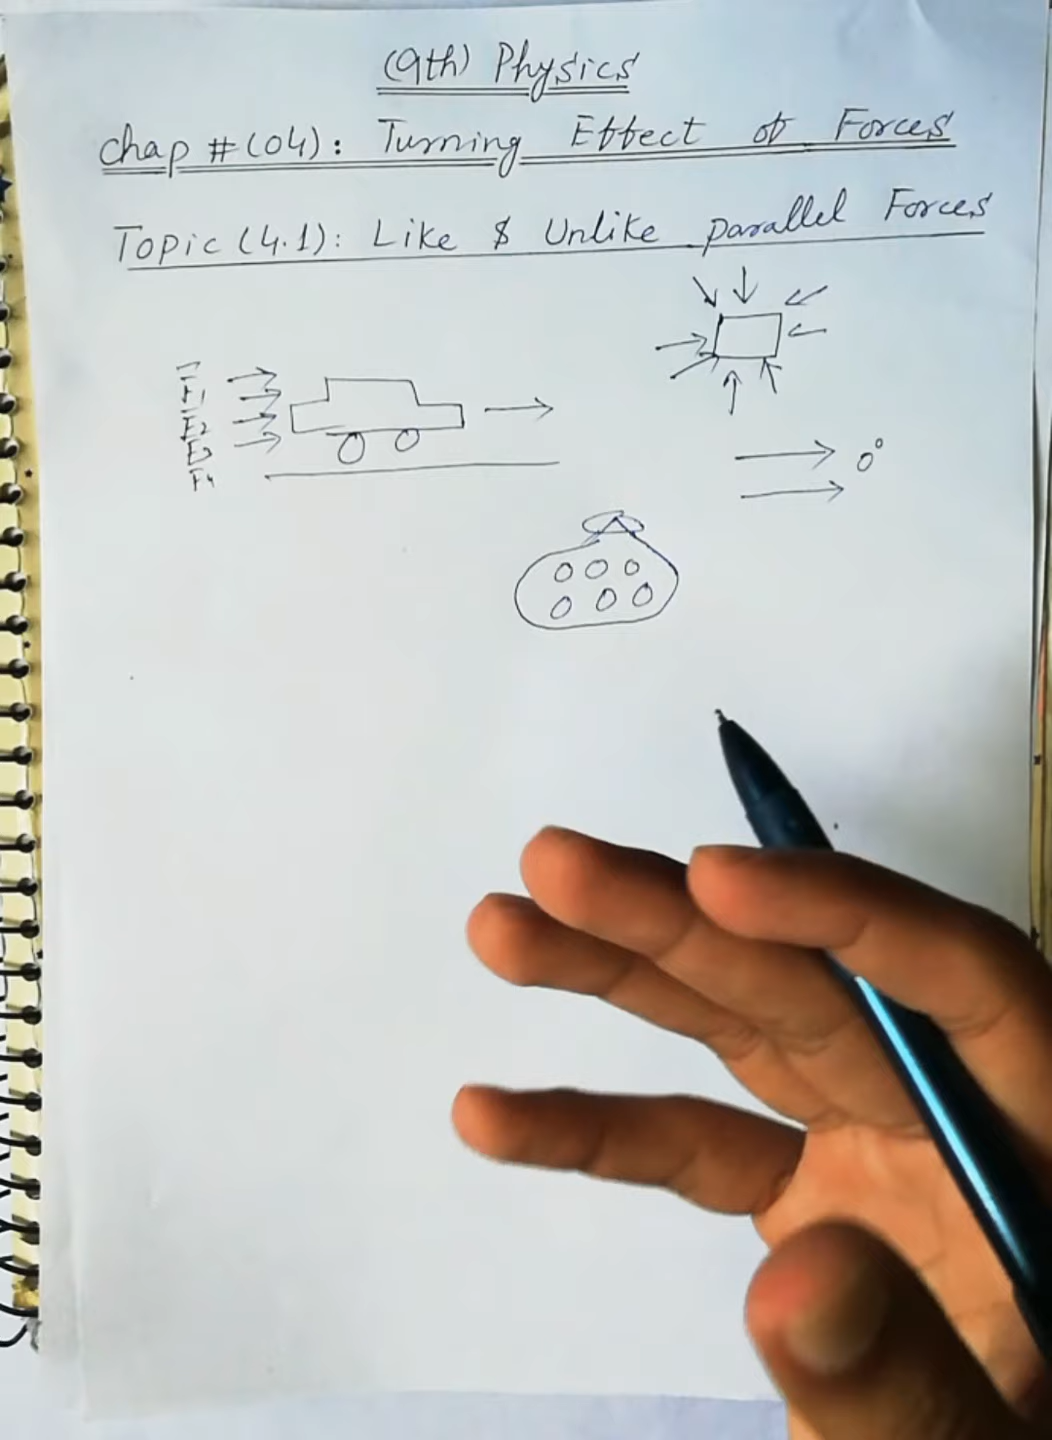 (9th) Physics
Chap # (04): Turning Effect of Forces
Topic (4.1): Like & Unlike parallel Forces
F1
F2
F3
F4
0°